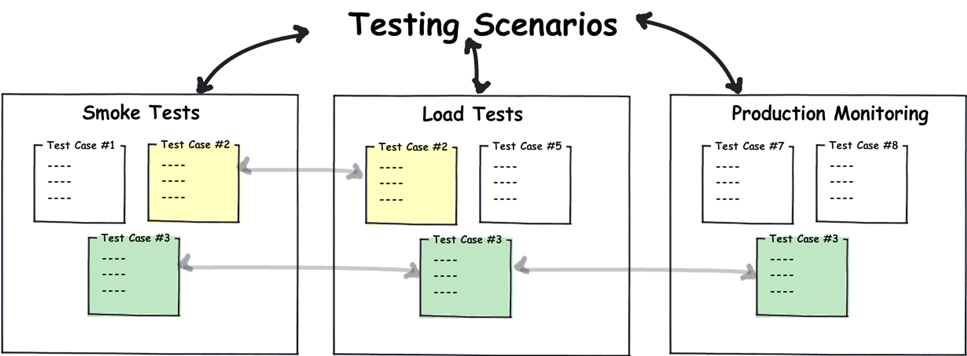 Testing Scenarios
Smoke Tests
Test Case #1
----
----
----
Test Case #2
----
----
----
Test Case #3
----
----
----
Load Tests
Test Case #2
----
----
----
Test Case #5
----
----
----
Test Case #3
----
----
----
Production Monitoring
Test Case #7
----
----
----
Test Case #8
----
----
----
Test Case #3
----
----
----